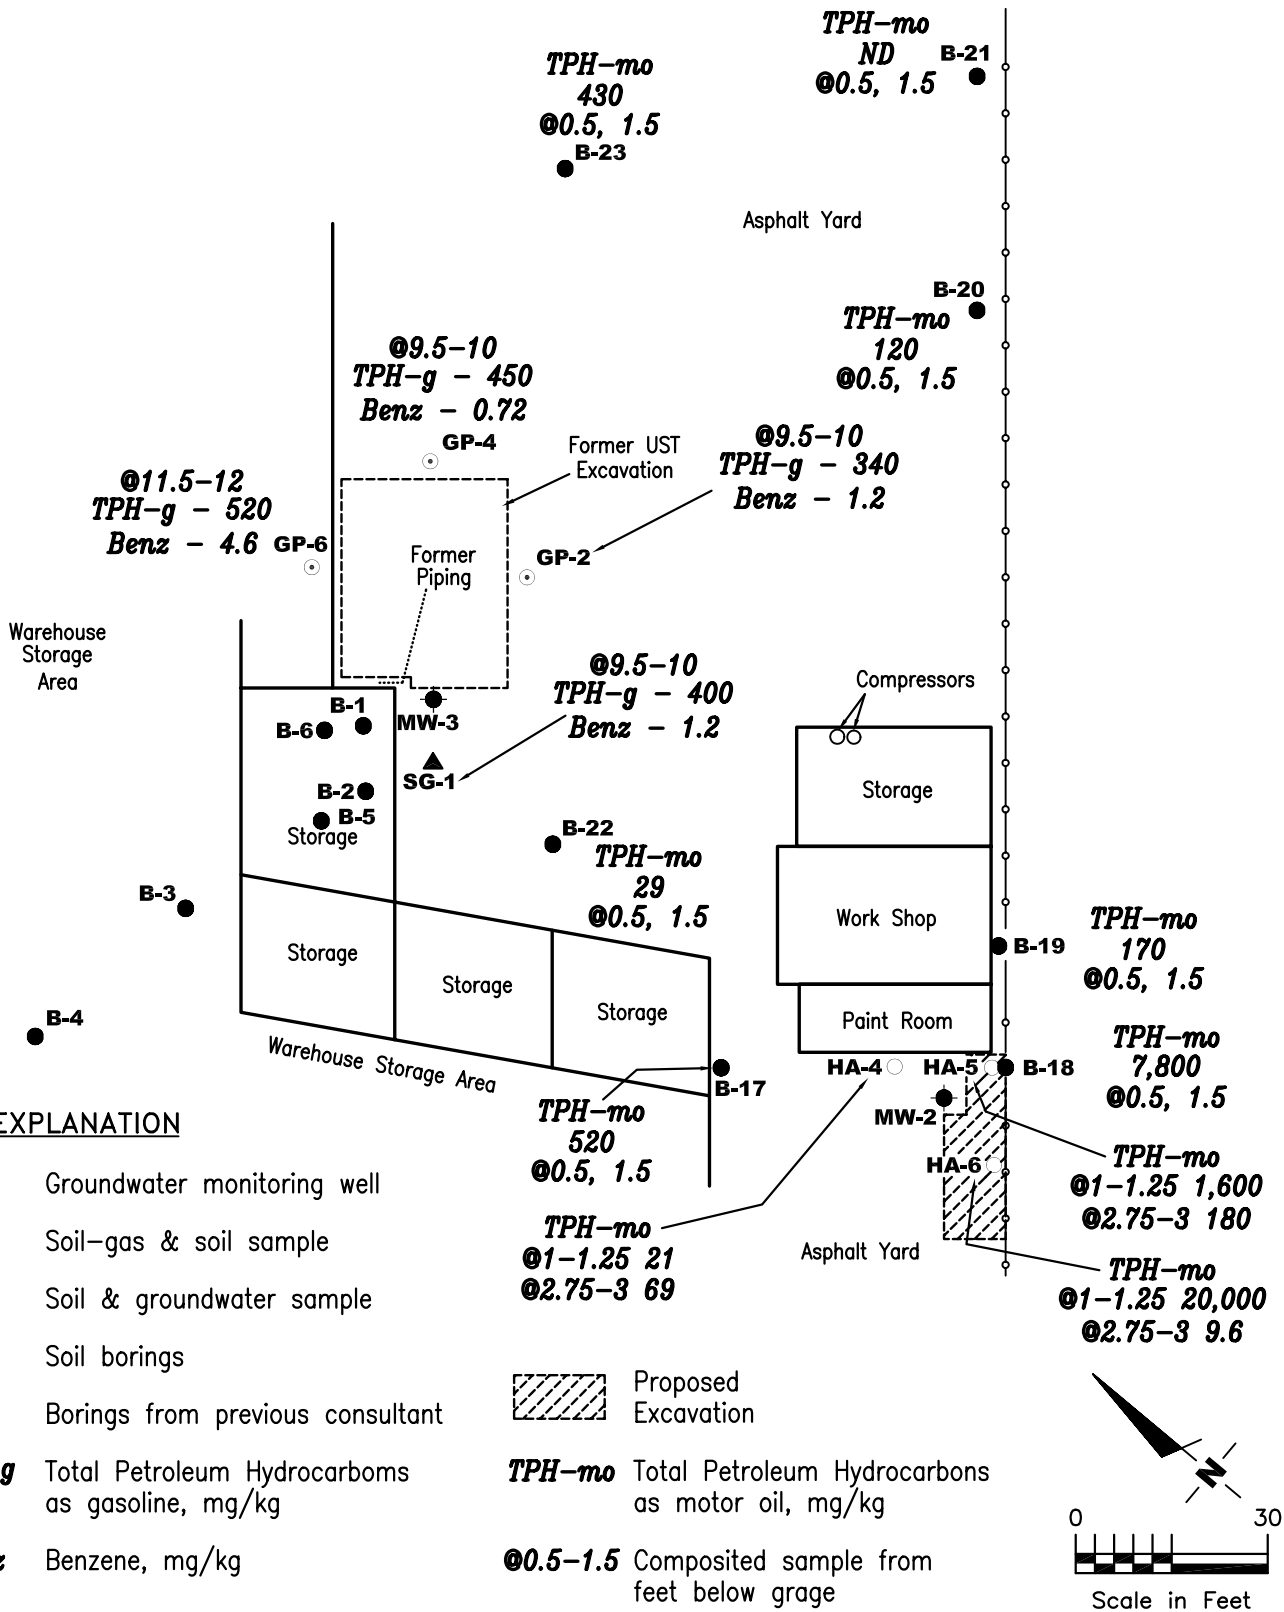 TPH-mo
ND
@0.5, 1.5
B-21
TPH-mo
430
@0.5, 1.5
B-23
Asphalt Yard
B-20
TPH-mo
120
@0.5, 1.5
@9.5-10
TPH-g - 450
Benz - 0.72
GP-4
Former UST
Excavation
@9.5-10
TPH-g - 340
Benz - 1.2
GP-2
@11.5-12
TPH-g - 520
Benz - 4.6
GP-6
Former
Piping
Warehouse
Storage
Area
@9.5-10
TPH-g - 400
Benz - 1.2
B-1
B-6
MW-3
SG-1
B-2
B-5
Storage
Compressors
Storage
B-22
TPH-mo
29
@0.5, 1.5
B-3
Work Shop
TPH-mo
170
@0.5, 1.5
B-19
Storage
Storage
Storage
Paint Room
B-4
Warehouse Storage Area
HA-4
HA-5
B-18
TPH-mo
7,800
@0.5, 1.5
B-17
MW-2
TPH-mo
520
@0.5, 1.5
HA-6
TPH-mo
@1-1.25 1,600
@2.75-3 180
TPH-mo
@1-1.25 21
@2.75-3 69
Asphalt Yard
TPH-mo
@1-1.25 20,000
@2.75-3 9.6
EXPLANATION
Groundwater monitoring well
Soil-gas & soil sample
Soil & groundwater sample
Soil borings
Borings from previous consultant
g Total Petroleum Hydrocarboms
as gasoline, mg/kg
z Benzene, mg/kg
Proposed
Excavation
TPH-mo Total Petroleum Hydrocarbons
as motor oil, mg/kg
@0.5-1.5 Composited sample from
feet below grage
N
0 30
Scale in Feet